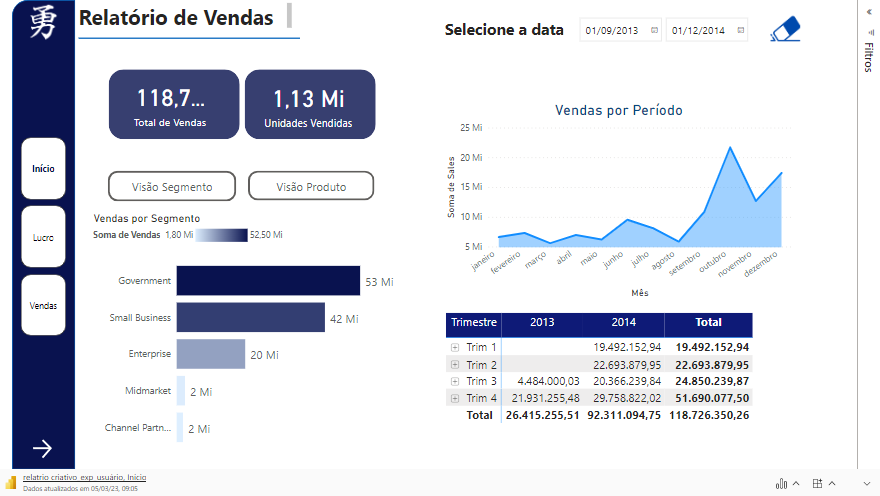 勇
Relatório de Vendas
Selecione a data
01/09/2013
01/12/2014
Filtros
118,7...
Total de Vendas
1,13 Mi
Unidades Vendidas
Início
Lucro
Vendas
Visão Segmento
Visão Produto
Vendas por Segmento
Soma de Vendas 1,80 Mi 52,50 Mi
Government 53 Mi
Small Business 42 Mi
Enterprise 20 Mi
Midmarket 2 Mi
Channel Partn... 2 Mi
Vendas por Período
Soma de Sales
25 Mi
20 Mi
15 Mi
10 Mi
5 Mi
janeiro
fevereiro
março
abril
maio
junho
julho
agosto
setembro
outubro
novembro
dezembro
Mês
Trimestre 2013 2014 Total
Trim 1 19.492.152,94 19.492.152,94
Trim 2 22.693.879,95 22.693.879,95
Trim 3 4.484.000,03 20.366.239,84 24.850.239,87
Trim 4 21.931.255,48 29.758.822,02 51.690.077,50
Total 26.415.255,51 92.311.094,75 118.726.350,26
relatrio criativo_exp_usuario, Início
Dados atualizados em 05/03/23, 09:05